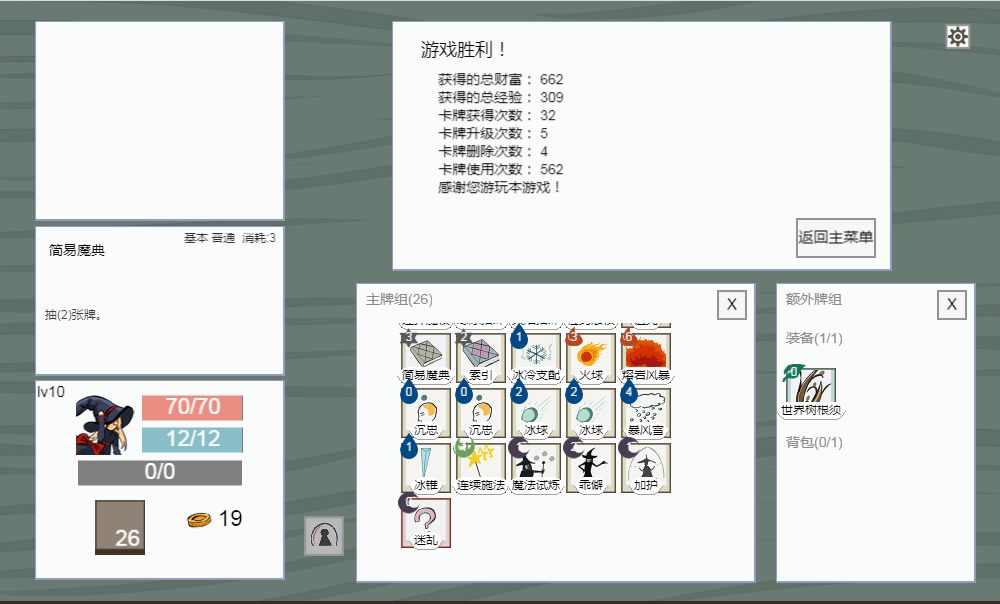 游戏胜利！
获得的总财富： 662
获得的总经验： 309
卡牌获得次数： 32
卡牌升级次数： 5
卡牌删除次数： 4
卡牌使用次数： 562
感谢您游玩本游戏！
返回主菜单
基本 普通 消耗:3
简易魔典
抽(2)张牌。
lv10
70/70
12/12
0/0
26
19
主牌组(26)
X
3 2 1 3 6
简易魔典 索引 冰冷支配 火球 熔岩风暴
0 0 2 2 4
沉思 沉思 冰球 冰球 暴风雪
1
冰锥 连续施法 魔法试炼 乖僻 加护
0
迷乱
额外牌组
X
装备(1/1)
0
世界树根须
背包(0/1)